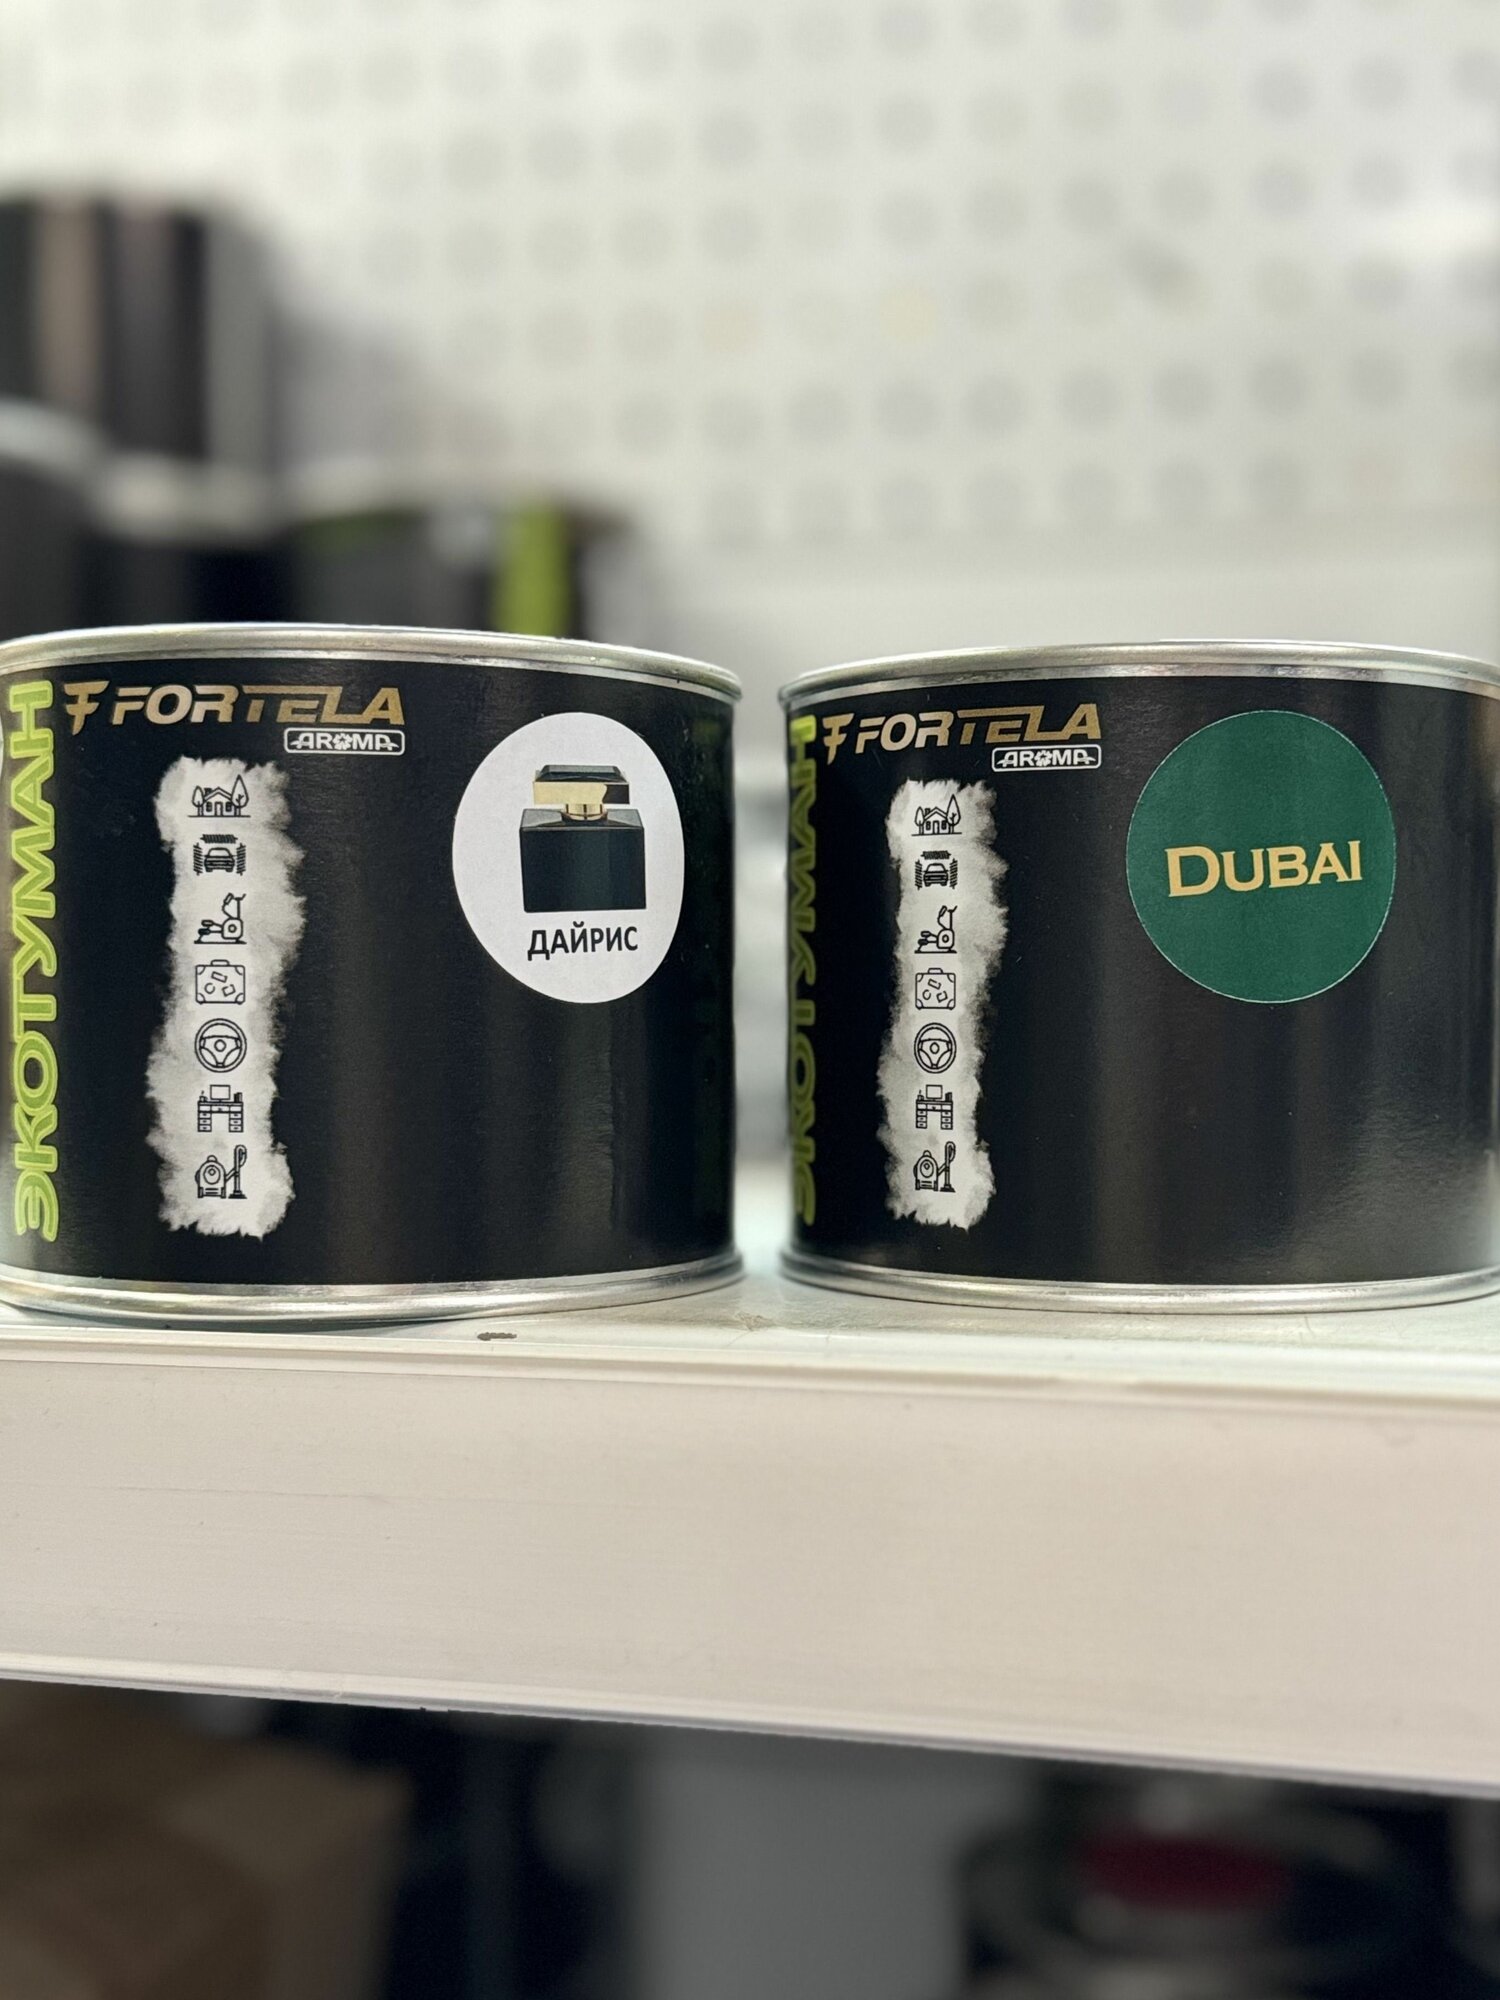 ЭКОТУМАН
FORTELA
AROMA
ДАЙРИС
ЭКОТУМАН
FORTELA
AROMA
DUBAI